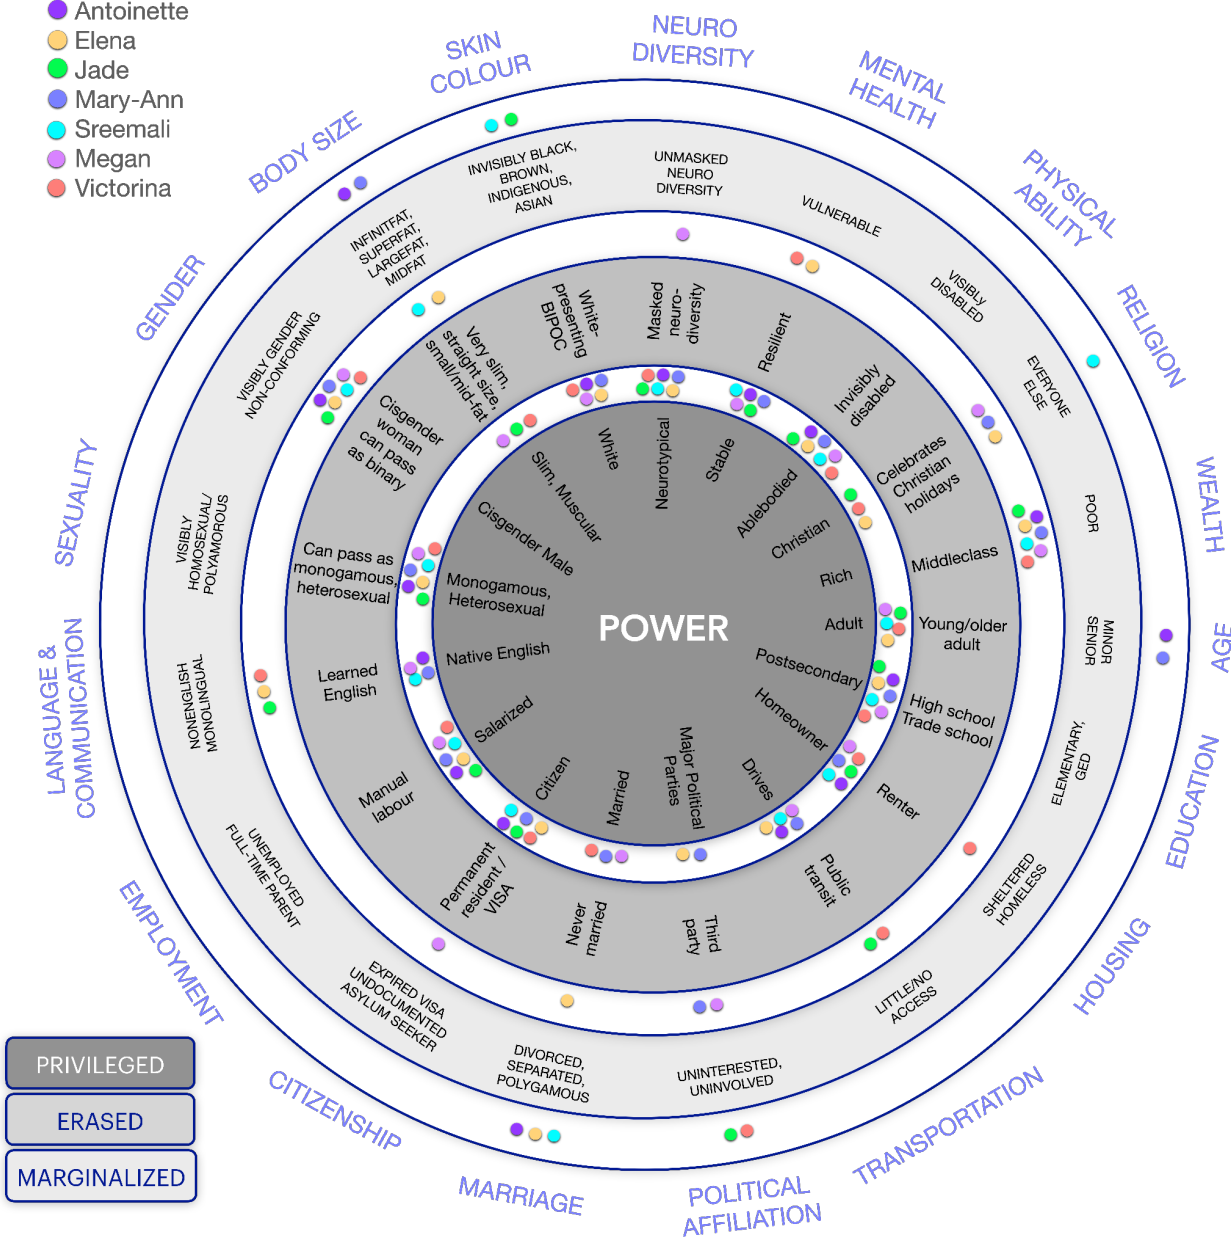 Antoinette
Elena
Jade
Mary-Ann
Sreemali
Megan
Victorina
NEURO
DIVERSITY
MENTAL
HEALTH
PHYSICAL
ABILITY
RELIGION
WEALTH
AGE
EDUCATION
HOUSING
TRANSPORTATION
POLITICAL
AFFILIATION
MARRIAGE
CITIZENSHIP
EMPLOYMENT
LANGUAGE &
COMMUNICATION
SEXUALITY
GENDER
BODY SIZE
SKIN
COLOUR
UNMASKED
NEURO
DIVERSITY
VULNERABLE
VISIBLY
DISABLED
EVERYONE
ELSE
POOR
MINOR
SENIOR
ELEMENTARY,
GED
SHELTERED
HOMELESS
LITTLE/NO
ACCESS
UNINTERESTED,
UNINVOLVED
DIVORCED,
SEPARATED,
POLYGAMOUS
EXPIRED VISA
UNDOCUMENTED
ASYLUM SEEKER
UNEMPLOYED
FULL-TIME PARENT
NONENGLISH
MONOLINGUAL
VISIBLY
HOMOSEXUAL/
POLYAMOROUS
VISIBLY GENDER
NON-CONFORMING
INFINITFAT,
SUPERFAT,
LARGEFAT,
MIDFAT
INVISIBLY BLACK,
BROWN,
INDIGENOUS,
ASIAN
Masked
neuro-
diversity
Resilient
Invisibly
disabled
Celebrates
Christian
holidays
Middleclass
Young/older
adult
High school
Trade school
Renter
Public
transit
Third
party
Never
married
Permanent
resident /
VISA
Manual
labour
Learned
English
Can pass as
monogamous,
heterosexual
Cisgender
woman
can pass
as binary
Very slim,
straight size,
small/mid-fat
White-
presenting
BIPOC
Neurotypical
Stable
Ablebodied
Christian
Rich
Adult
Postsecondary
Homeowner
Drives
Major Political
Parties
Married
Citizen
Salarized
Native English
Monogamous,
Heterosexual
Cisgender Male
Slim, Muscular
White
POWER
PRIVILEGED
ERASED
MARGINALIZED